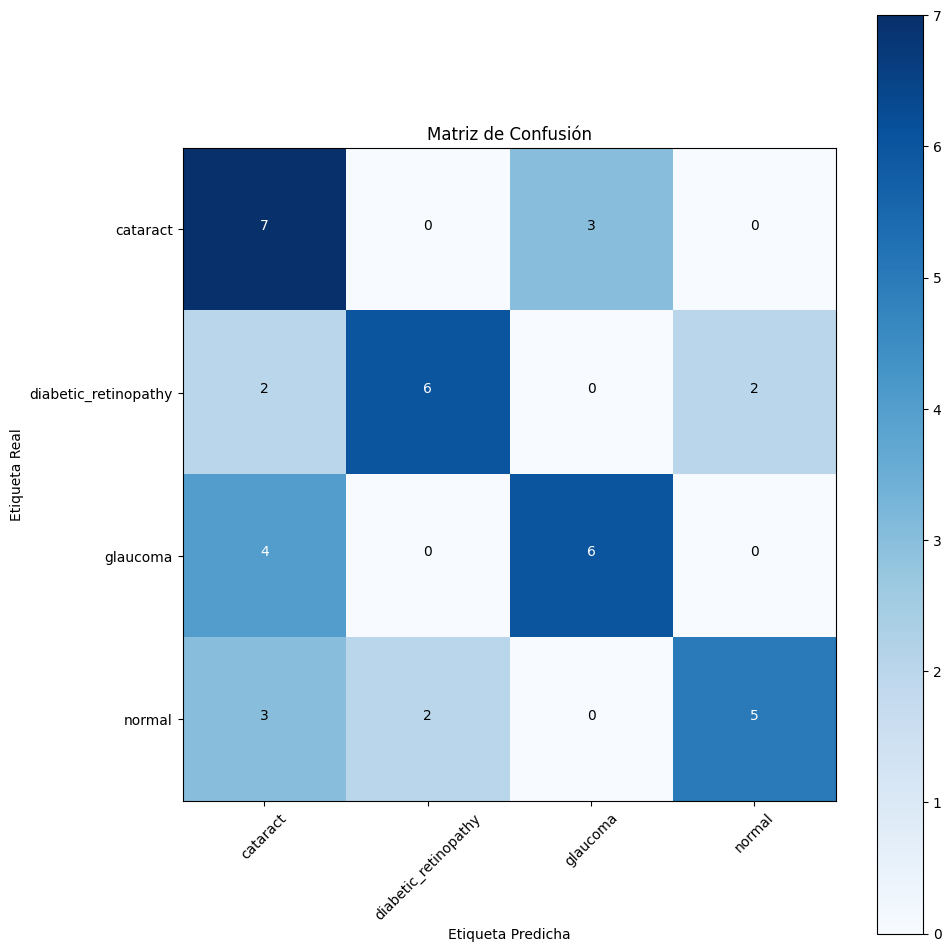 Matriz de Confusión
Etiqueta Real
cataract
7 0 3 0
diabetic_retinopathy
2 6 0 2
glaucoma
4 0 6 0
normal
3 2 0 5
cataract
diabetic_retinopathy
glaucoma
normal
Etiqueta Predicha
7
6
5
4
3
2
1
0